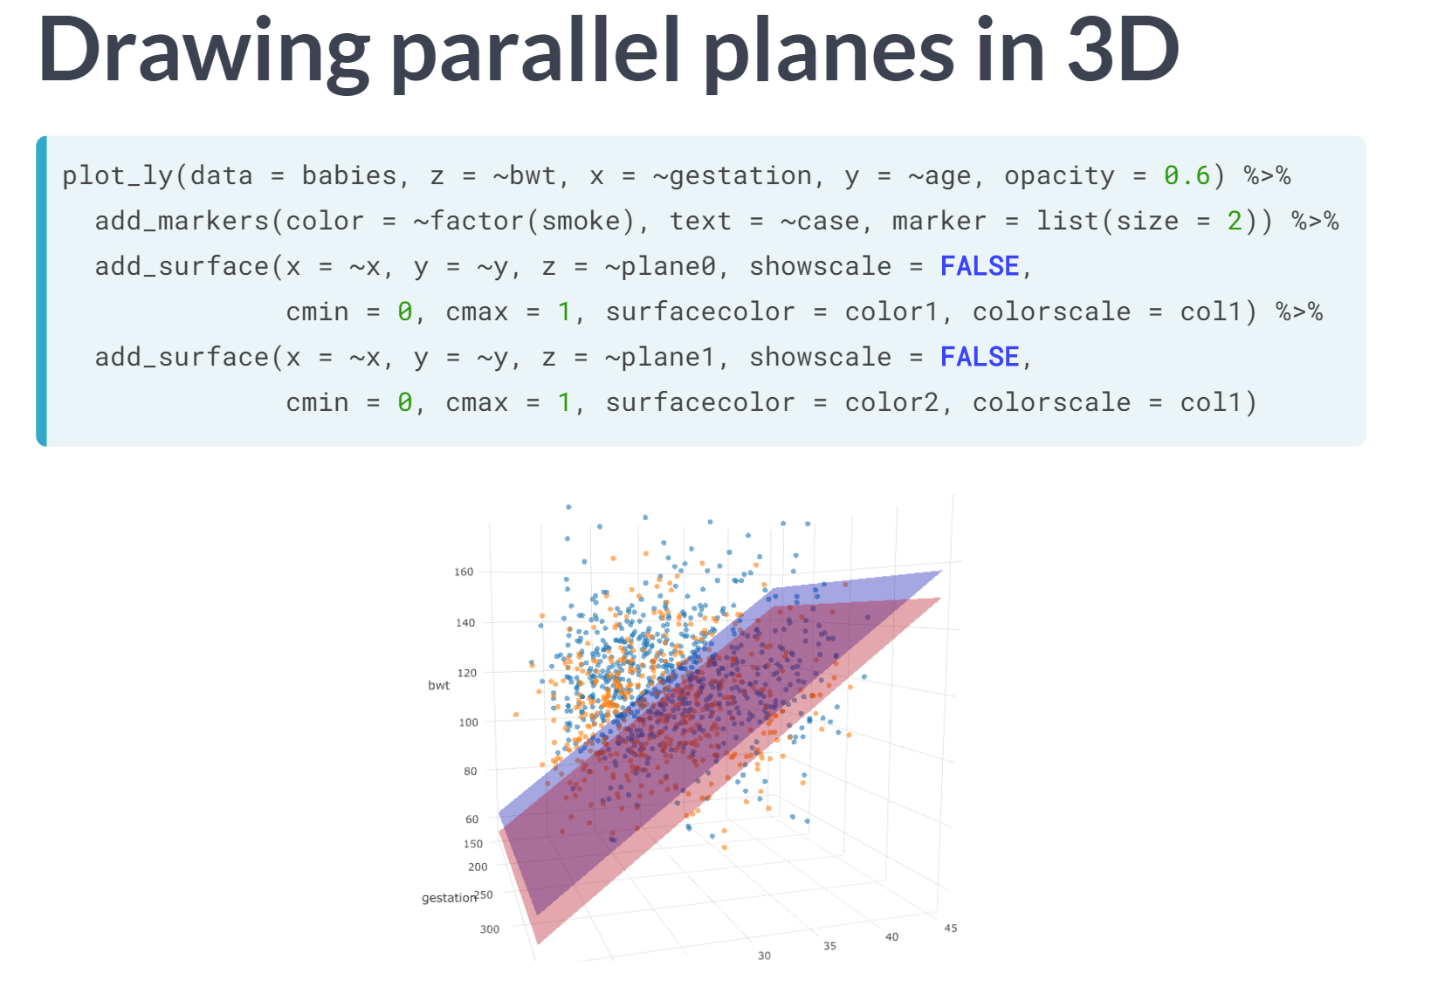 Drawing parallel planes in 3D
plot_ly(data = babies, z = ~bwt, x = ~gestation, y = ~age, opacity = 0.6) %>%
  add_markers(color = ~factor(smoke), text = ~case, marker = list(size = 2)) %>%
  add_surface(x = ~x, y = ~y, z = ~plane0, showscale = FALSE,
              cmin = 0, cmax = 1, surfacecolor = color1, colorscale = col1) %>%
  add_surface(x = ~x, y = ~y, z = ~plane1, showscale = FALSE,
              cmin = 0, cmax = 1, surfacecolor = color2, colorscale = col1)
160
140
120
bwt
100
80
60
150
200
gestation
250
300
30
35
40
45